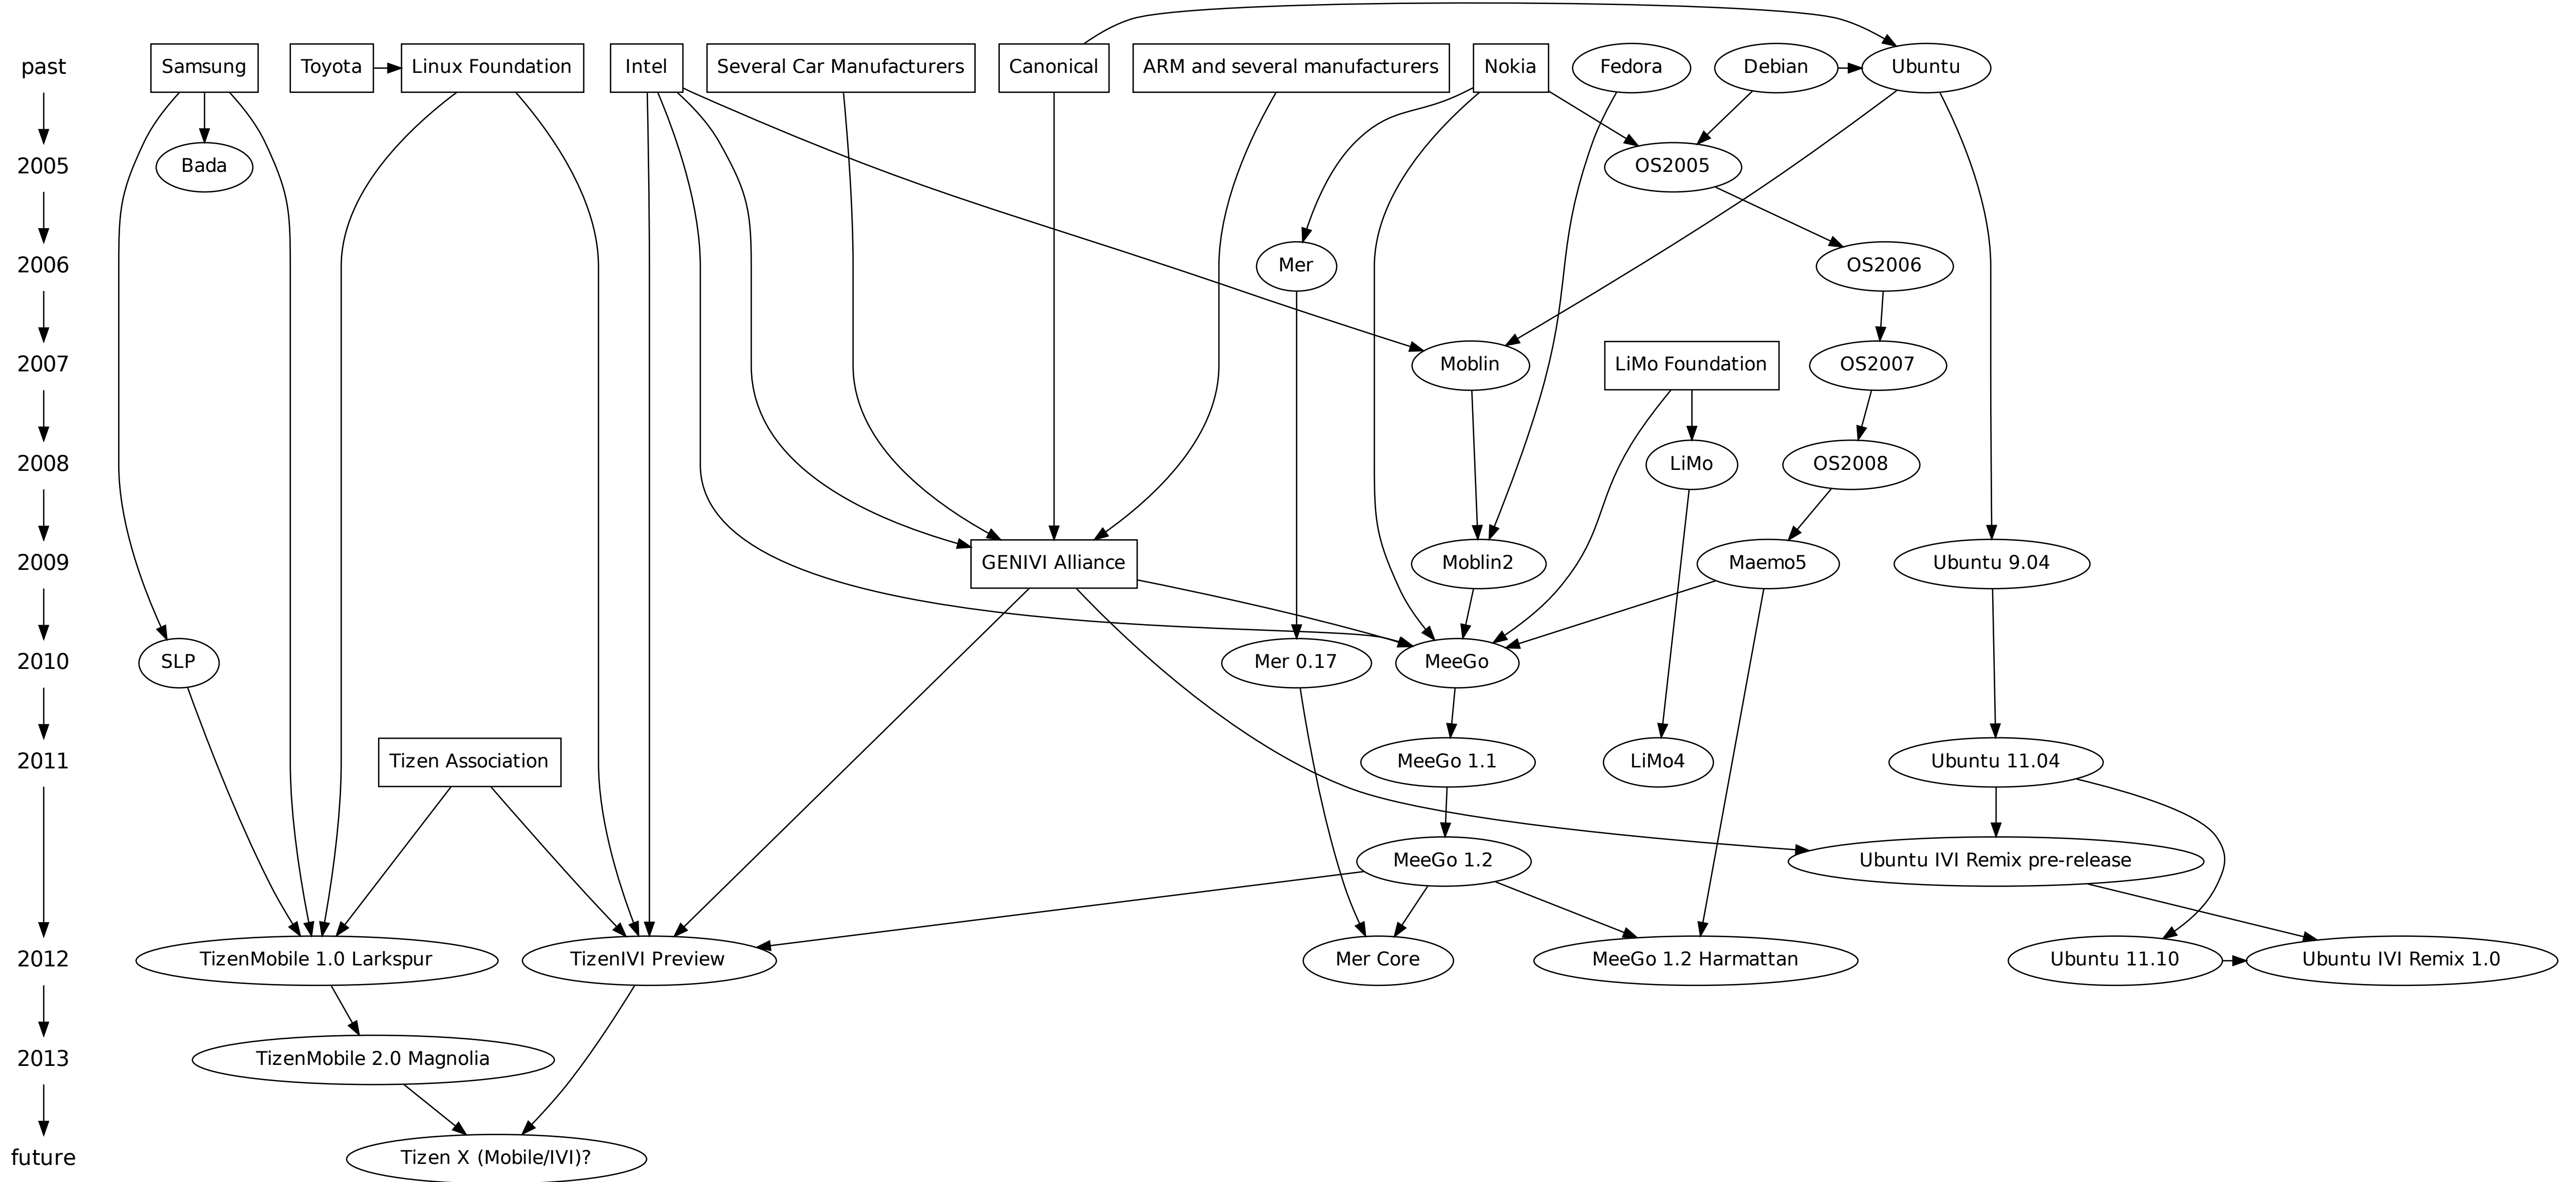 past
Samsung
Toyota
Linux Foundation
Intel
Several Car Manufacturers
Canonical
ARM and several manufacturers
Nokia
Fedora
Debian
Ubuntu
2005
Bada
OS2005
2006
Mer
OS2006
2007
Moblin
LiMo Foundation
OS2007
2008
LiMo
OS2008
2009
GENIVI Alliance
Moblin2
Maemo5
Ubuntu 9.04
2010
SLP
Mer 0.17
MeeGo
2011
Tizen Association
MeeGo 1.1
LiMo4
Ubuntu 11.04
MeeGo 1.2
Ubuntu IVI Remix pre-release
2012
TizenMobile 1.0 Larkspur
TizenIVI Preview
Mer Core
MeeGo 1.2 Harmattan
Ubuntu 11.10
Ubuntu IVI Remix 1.0
2013
TizenMobile 2.0 Magnolia
future
Tizen X (Mobile/IVI)?